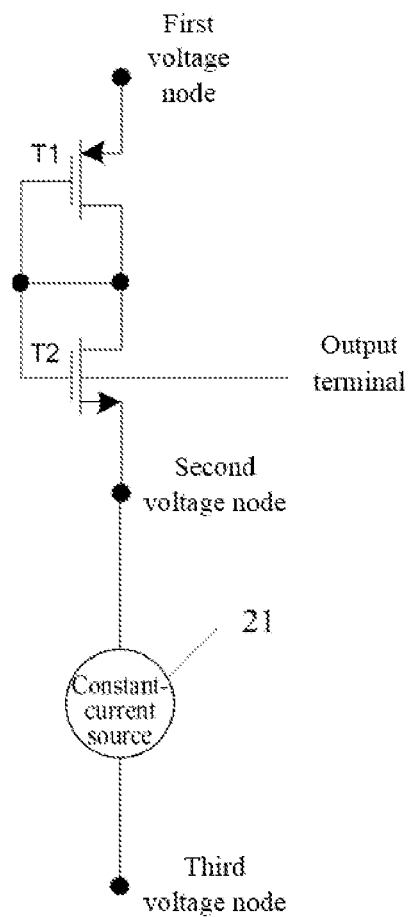 First
voltage
node
T1
T2
Output
terminal
Second
voltage node
21
Constant-
current
source
Third
voltage node